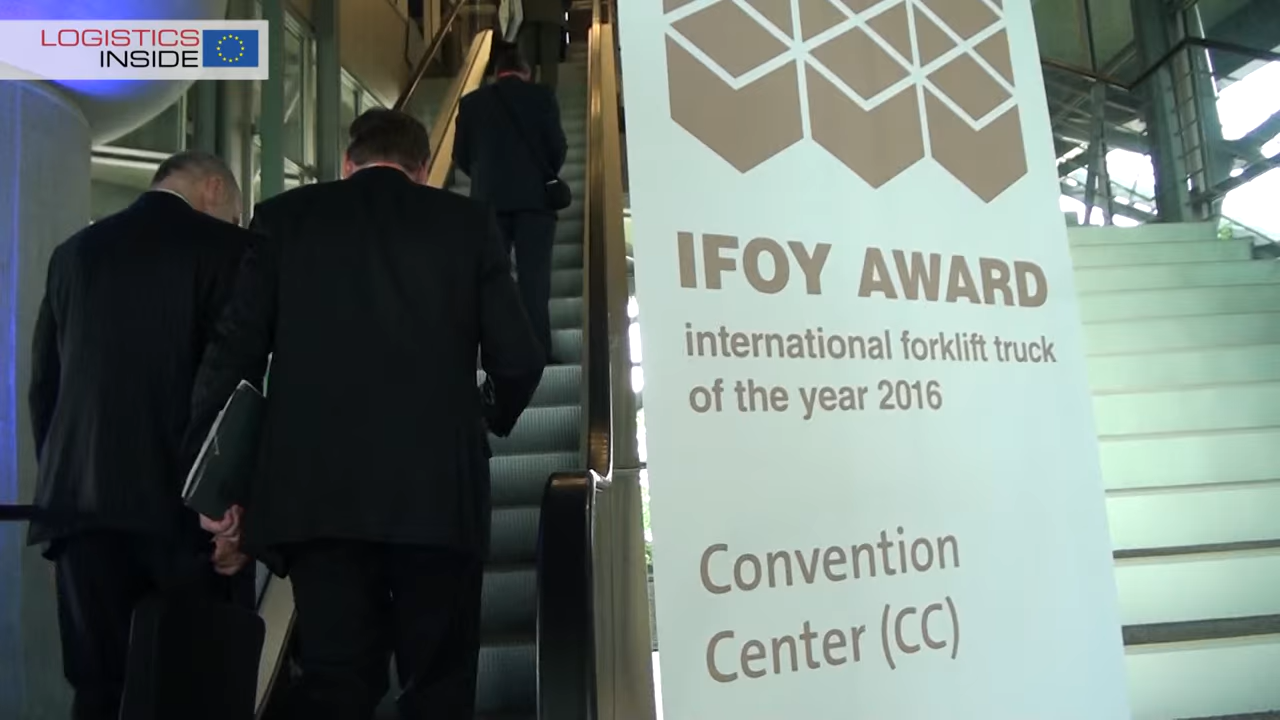 LOGISTICS
INSIDE
IFOY AWARD
international forklift truck
of the year 2016
Convention
Center (CC)